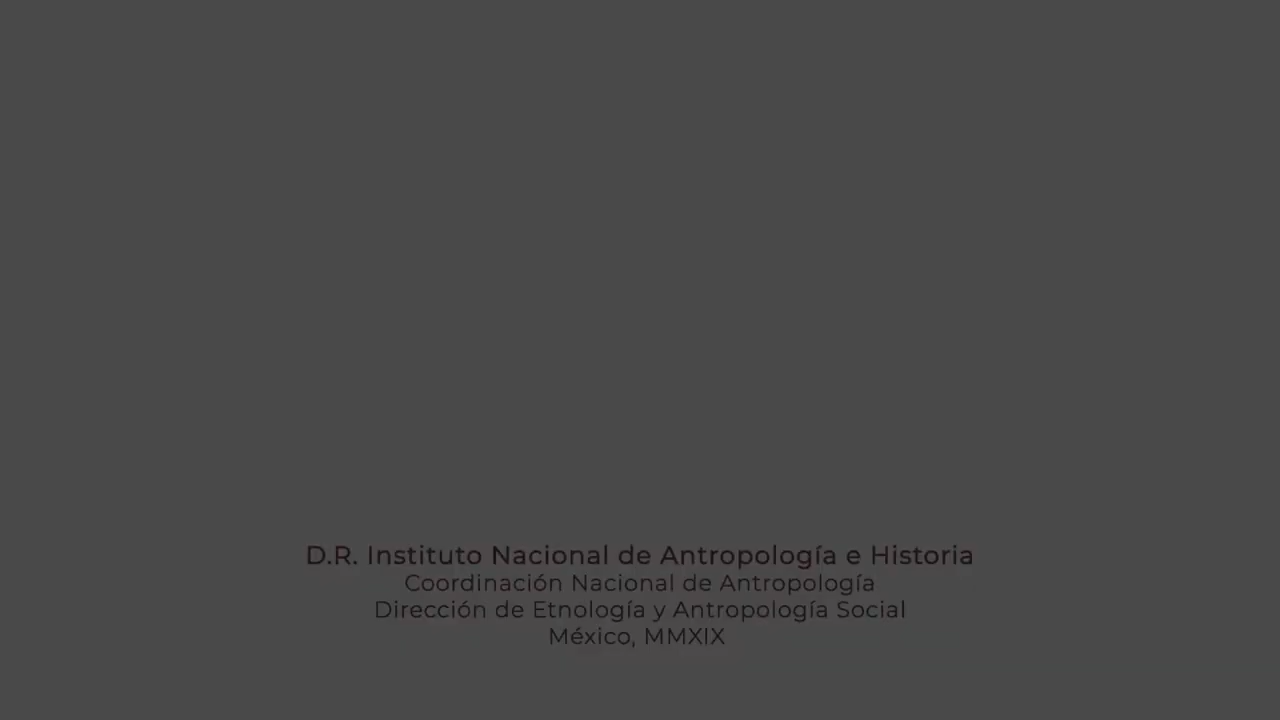 D.R. Instituto Nacional de Antropología e Historia
Coordinación Nacional de Antropología
Dirección de Etnología y Antropología Social
México, MMXIX